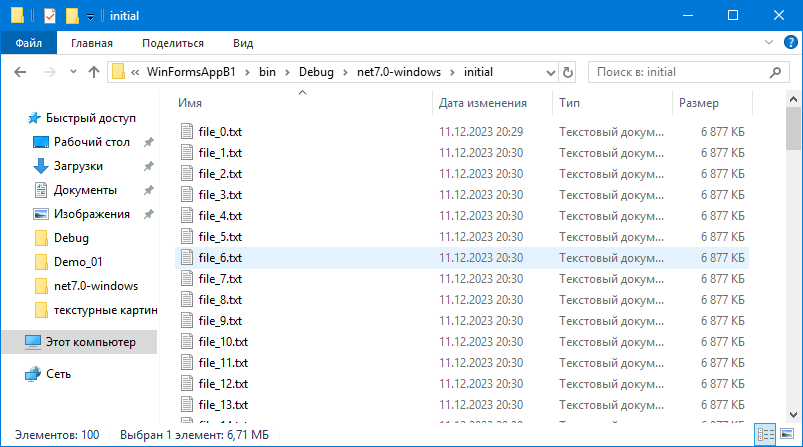 initial
Файл Главная Поделиться Вид
« WinFormsAppB1 › bin › Debug › net7.0-windows › initial Поиск в: initial
Имя Дата изменения Тип Размер
Быстрый доступ
Рабочий стол
Загрузки
Документы
Изображения
Debug
Demo_01
net7.0-windows
текстурные картин
Этот компьютер
Сеть
file_0.txt 11.12.2023 20:29 Текстовый докум... 6 877 КБ
file_1.txt 11.12.2023 20:30 Текстовый докум... 6 877 КБ
file_2.txt 11.12.2023 20:30 Текстовый докум... 6 877 КБ
file_3.txt 11.12.2023 20:30 Текстовый докум... 6 877 КБ
file_4.txt 11.12.2023 20:30 Текстовый докум... 6 877 КБ
file_5.txt 11.12.2023 20:30 Текстовый докум... 6 877 КБ
file_6.txt 11.12.2023 20:30 Текстовый докум... 6 877 КБ
file_7.txt 11.12.2023 20:30 Текстовый докум... 6 877 КБ
file_8.txt 11.12.2023 20:30 Текстовый докум... 6 877 КБ
file_9.txt 11.12.2023 20:30 Текстовый докум... 6 877 КБ
file_10.txt 11.12.2023 20:30 Текстовый докум... 6 877 КБ
file_11.txt 11.12.2023 20:30 Текстовый докум... 6 877 КБ
file_12.txt 11.12.2023 20:30 Текстовый докум... 6 877 КБ
file_13.txt 11.12.2023 20:30 Текстовый докум... 6 877 КБ
Элементов: 100 Выбран 1 элемент: 6,71 МБ